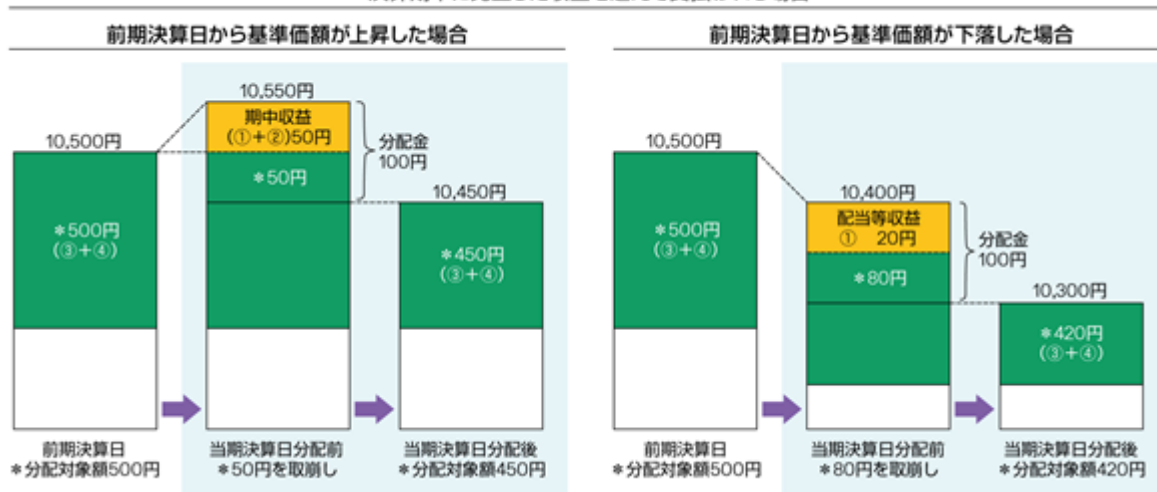 前期決算日から基準価額が上昇した場合
10,550円
期中収益
(①+②)50円
10,500円
分配金
100円
*50円
10,450円
*500円
(③+④)
*450円
(③+④)
前期決算日
*分配対象額500円
当期決算日分配前
*50円を取崩し
当期決算日分配後
*分配対象額450円
前期決算日から基準価額が下落した場合
10,500円
10,400円
配当等収益
① 20円
分配金
100円
*500円
(③+④)
*80円
10,300円
*420円
(③+④)
前期決算日
*分配対象額500円
当期決算日分配前
*80円を取崩し
当期決算日分配後
*分配対象額420円